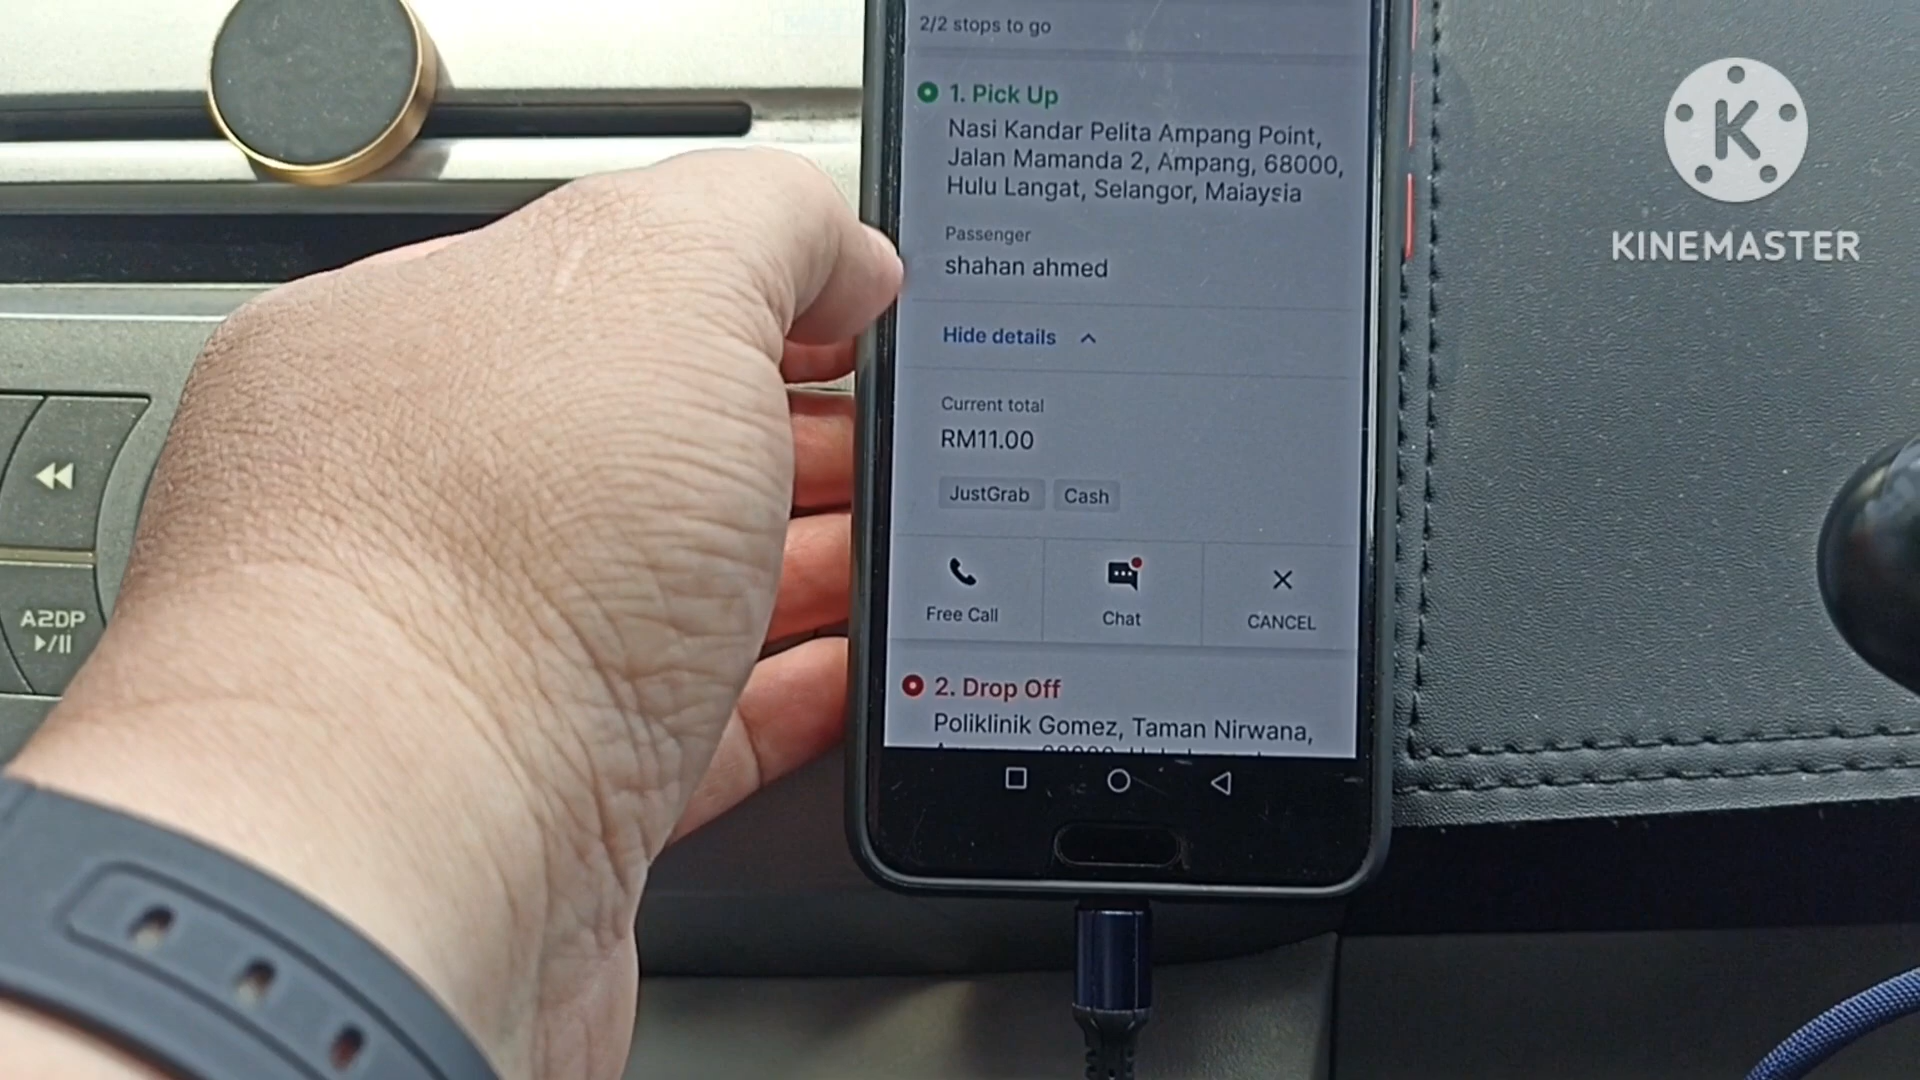 2/2 stops to go
1. Pick Up
Nasi Kandar Pelita Ampang Point,
Jalan Mamanda 2, Ampang, 68000,
Hulu Langat, Selangor, Malaysia
Passenger
shahan ahmed
Hide details
Current total
RM11.00
JustGrab Cash
Free Call Chat CANCEL
2. Drop Off
Poliklinik Gomez, Taman Nirwana,
A2DP
K
KINEMASTER